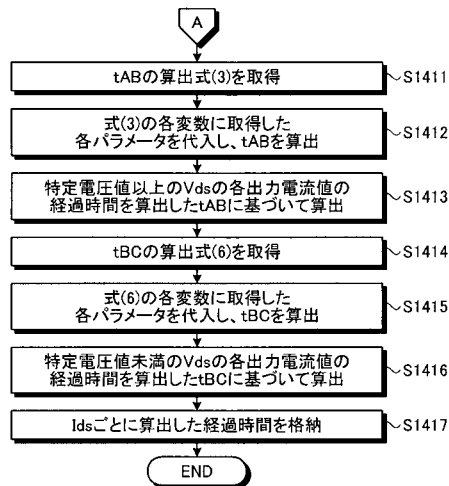 A
tABの算出式(3)を取得
S1411
式(3)の各変数に取得した
各パラメータを代入し、tABを算出
S1412
特定電圧値以上のVdsの各出力電流値の
経過時間を算出したtABに基づいて算出
S1413
tBCの算出式(6)を取得
S1414
式(6)の各変数に取得した
各パラメータを代入し、tBCを算出
S1415
特定電圧値未満のVdsの各出力電流値の
経過時間を算出したtBCに基づいて算出
S1416
Idsごとに算出した経過時間を格納
S1417
END